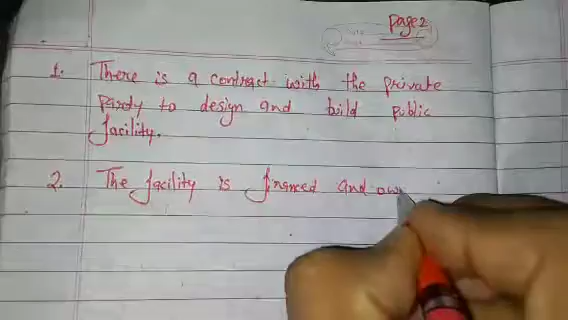 Page 2
1. There is a contract with the private
party to design and build public
facility.
2. The facility is financed and ow